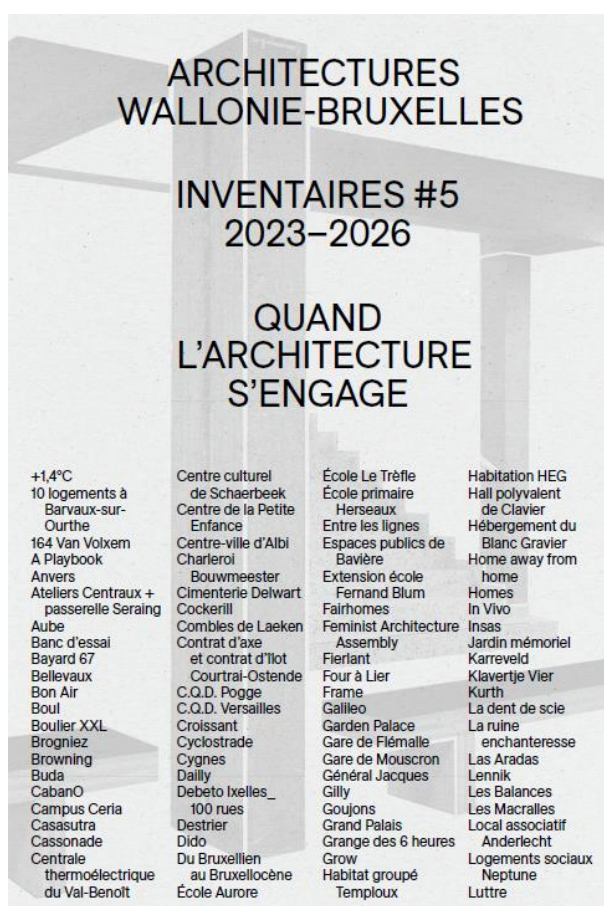 ARCHITECTURES
WALLONIE-BRUXELLES
INVENTAIRES #5
2023–2026
QUAND
L'ARCHITECTURE
S'ENGAGE
+1,4°C
10 logements à
Barvaux-sur-
Ourthe
164 Van Volxem
A Playbook
Anvers
Ateliers Centraux +
passerelle Seraing
Aube
Banc d'essai
Bayard 67
Bellevaux
Bon Air
Boul
Boulier XXL
Brogniez
Browning
Buda
CabanO
Campus Ceria
Casasutra
Cassonade
Centrale
thermoélectrique
du Val-Benoît
Centre culturel
de Schaerbeek
Centre de la Petite
Enfance
Centre-ville d'Albi
Charleroi
Bouwmeester
Cimenterie Delwart
Cockerill
Combles de Laeken
Contrat d'axe
et contrat d'îlot
Courtrai-Ostende
C.Q.D. Pogge
C.Q.D. Versailles
Croissant
Cyclostrade
Cygnes
Dailly
Debeto Ixelles_
100 rues
Destrier
Dido
Du Bruxellien
au Bruxellocène
École Aurore
École Le Trèfle
École primaire
Herseaux
Entre les lignes
Espaces publics de
Bavière
Extension école
Fernand Blum
Fairhomes
Feminist Architecture
Assembly
Fierlant
Four à Lier
Frame
Galileo
Garden Palace
Gare de Flémalle
Gare de Mouscron
Général Jacques
Gilly
Goujons
Grand Palais
Grange des 6 heures
Grow
Habitat groupé
Temploux
Habitation HEG
Hall polyvalent
de Clavier
Hébergement du
Blanc Gravier
Home away from
home
Homes
In Vivo
Insas
Jardin mémoriel
Karreveld
Klavertje Vier
Kurth
La dent de scie
La ruine
enchanteresse
Las Aradas
Lennik
Les Balances
Les Macralles
Local associatif
Anderlecht
Logements sociaux
Neptune
Luttre